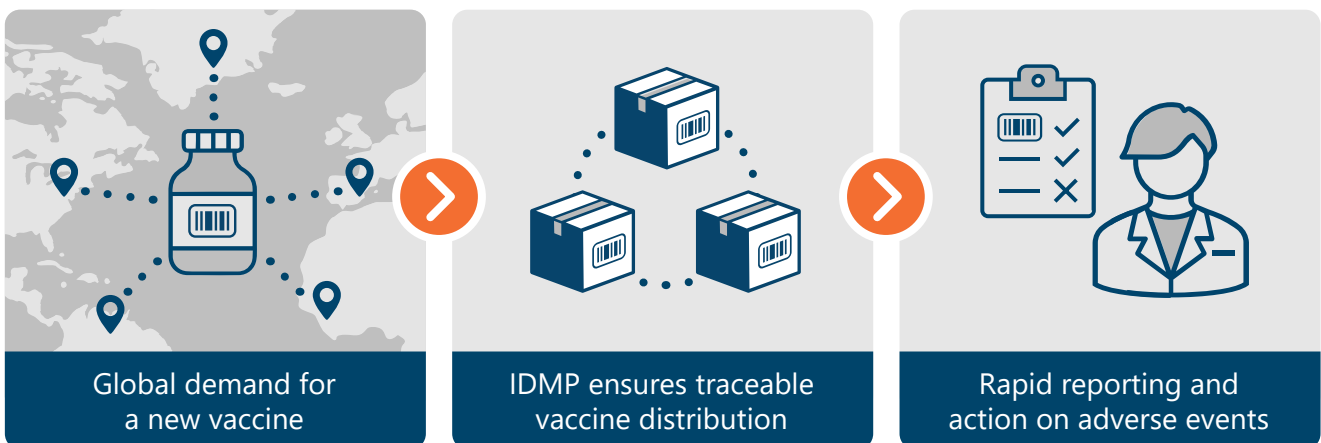 Global demand for
a new vaccine
IDMP ensures traceable
vaccine distribution
Rapid reporting and
action on adverse events